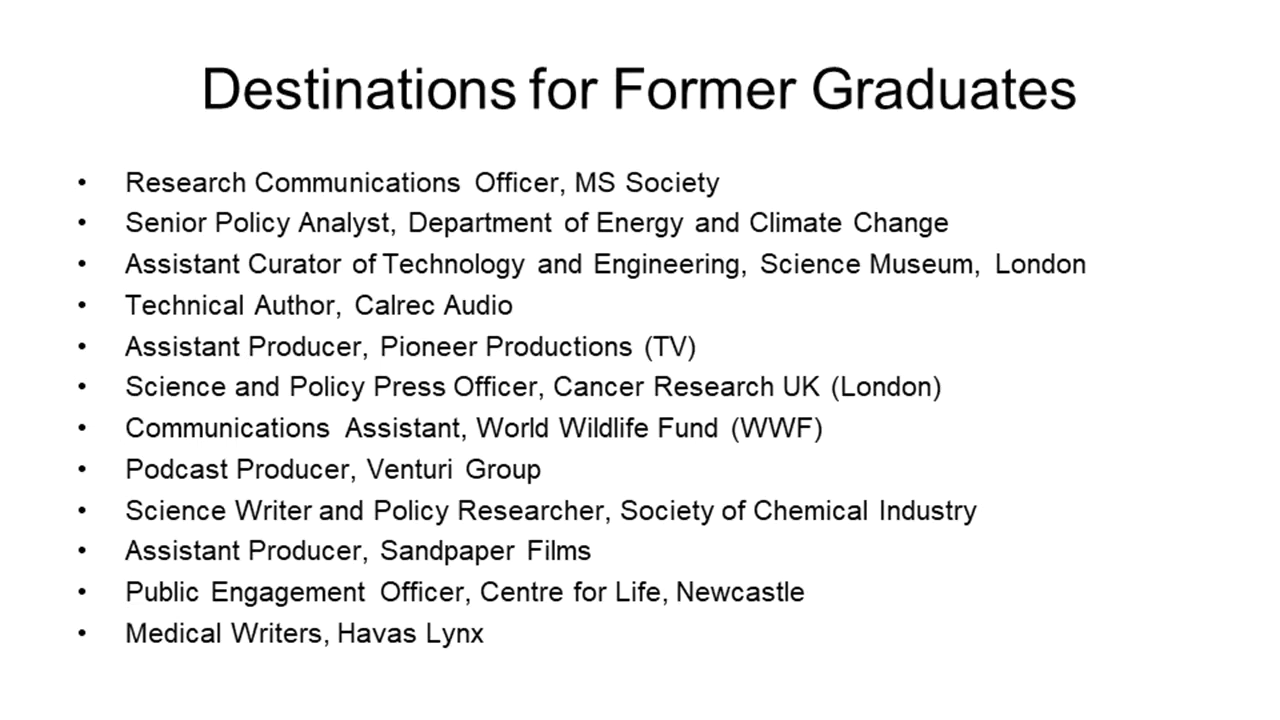 Destinations for Former Graduates
• Research Communications Officer, MS Society
• Senior Policy Analyst, Department of Energy and Climate Change
• Assistant Curator of Technology and Engineering, Science Museum, London
• Technical Author, Calrec Audio
• Assistant Producer, Pioneer Productions (TV)
• Science and Policy Press Officer, Cancer Research UK (London)
• Communications Assistant, World Wildlife Fund (WWF)
• Podcast Producer, Venturi Group
• Science Writer and Policy Researcher, Society of Chemical Industry
• Assistant Producer, Sandpaper Films
• Public Engagement Officer, Centre for Life, Newcastle
• Medical Writers, Havas Lynx